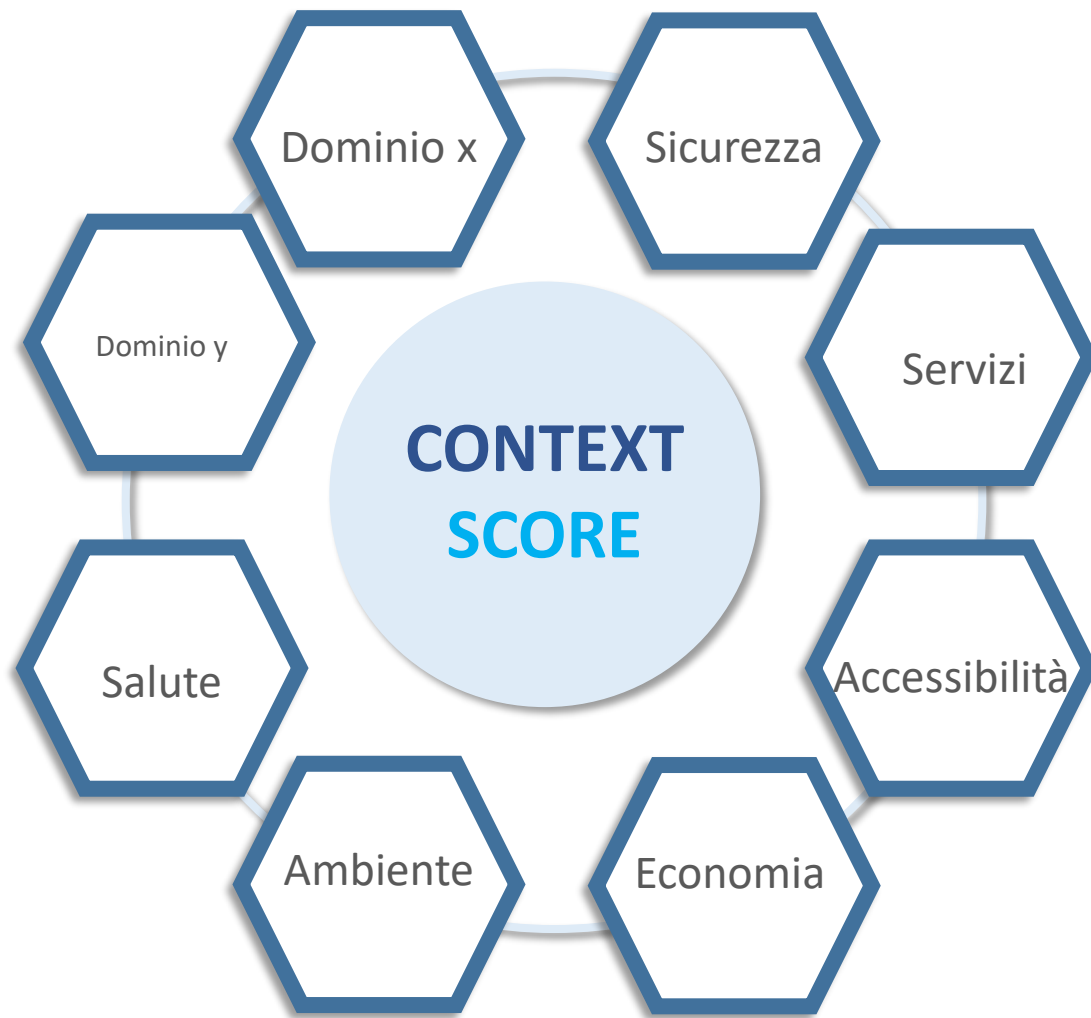 Dominio x
Sicurezza
Dominio y
Servizi
CONTEXT
SCORE
Salute
Accessibilità
Ambiente
Economia